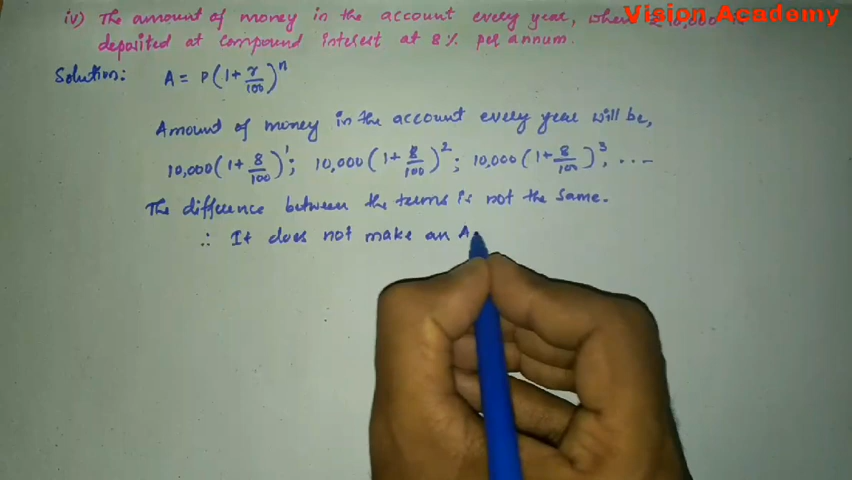 iv) The amount of money in the account every year, when 10,000
Vision Academy
deposited at compound interest at 8% per annum.
Solution: A = P(1 + r/100)^n
Amount of money in the account every year will be,
10,000(1 + 8/100)^1; 10,000(1 + 8/100)^2; 10,000(1 + 8/100)^3, ....
The difference between the terms is not the same.
∴ It does not make an A